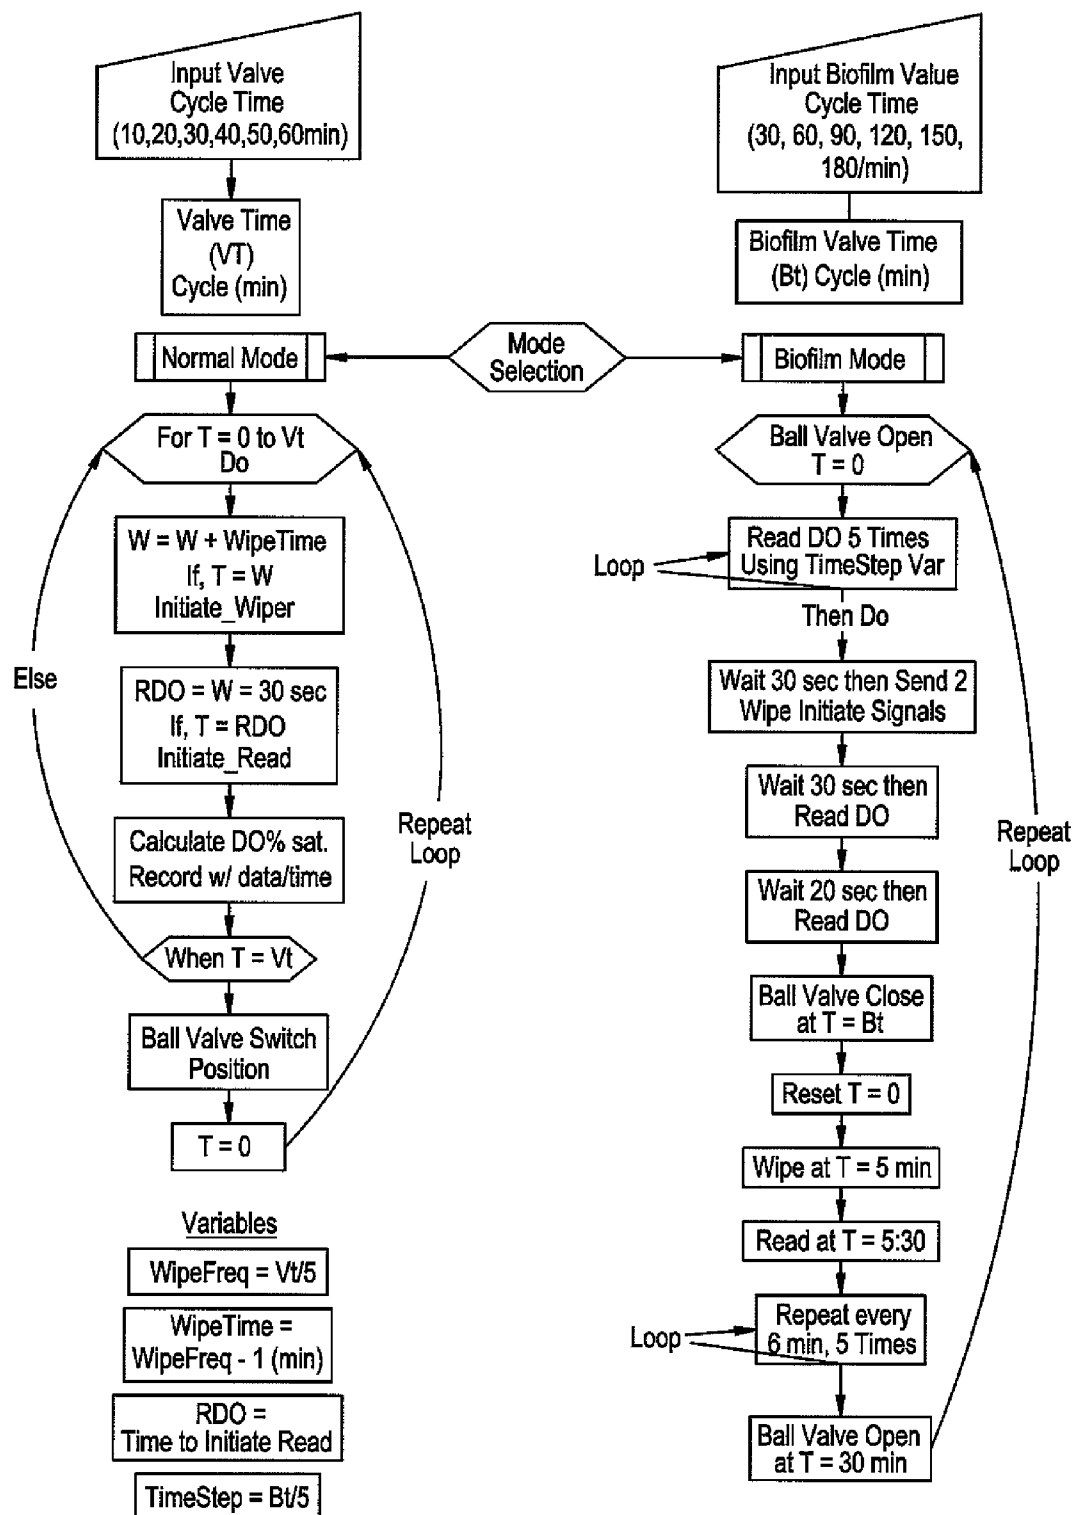 Input Valve
Cycle Time
(10,20,30,40,50,60min)
Valve Time
(VT)
Cycle (min)
Input Biofilm Value
Cycle Time
(30, 60, 90, 120, 150,
180/min)
Biofilm Valve Time
(Bt) Cycle (min)
Mode
Selection
Normal Mode
For T = 0 to Vt
Do
W = W + WipeTime
If, T = W
Initiate_Wiper
RDO = W = 30 sec
If, T = RDO
Initiate_Read
Calculate DO% sat.
Record w/ data/time
When T = Vt
Ball Valve Switch
Position
T = 0
Else
Repeat
Loop
Variables
WipeFreq = Vt/5
WipeTime =
WipeFreq - 1 (min)
RDO =
Time to Initiate Read
TimeStep = Bt/5
Biofilm Mode
Ball Valve Open
T = 0
Loop
Read DO 5 Times
Using TimeStep Var
Then Do
Wait 30 sec then Send 2
Wipe Initiate Signals
Wait 30 sec then
Read DO
Wait 20 sec then
Read DO
Ball Valve Close
at T = Bt
Reset T = 0
Wipe at T = 5 min
Read at T = 5:30
Loop
Repeat every
6 min, 5 Times
Ball Valve Open
at T = 30 min
Repeat
Loop